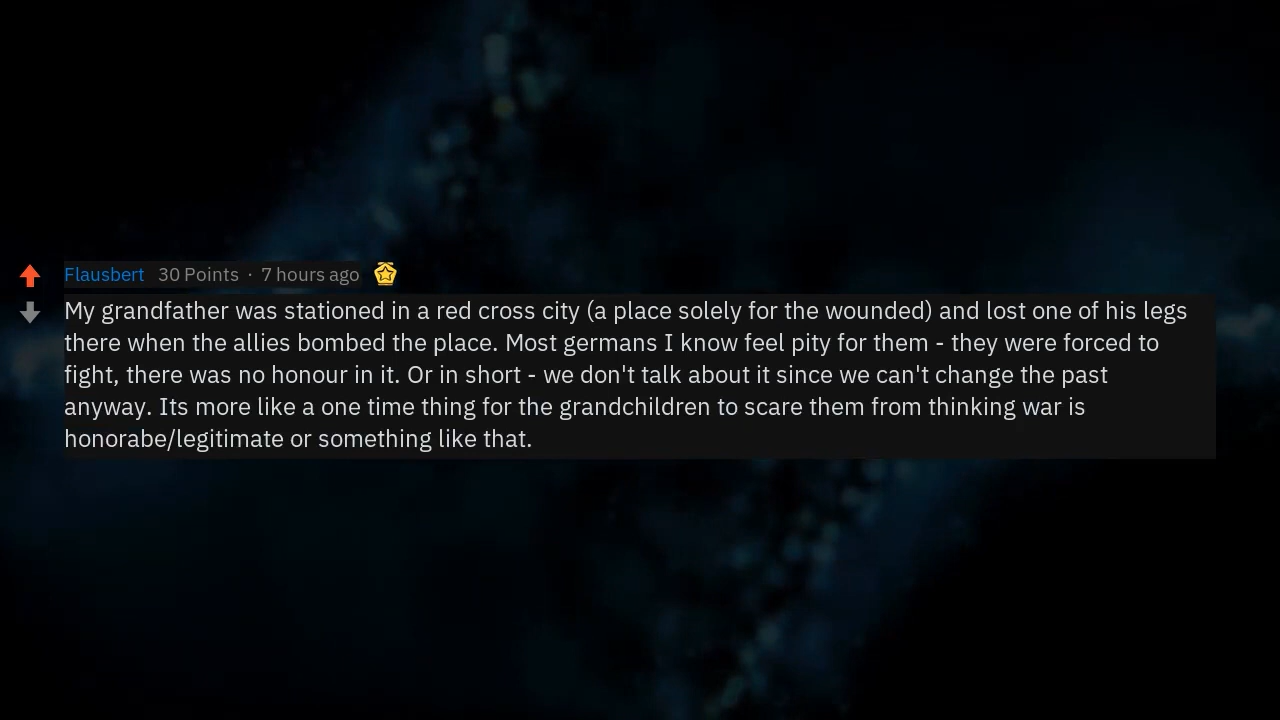 Flausbert 30 Points · 7 hours ago
My grandfather was stationed in a red cross city (a place solely for the wounded) and lost one of his legs
there when the allies bombed the place. Most germans I know feel pity for them - they were forced to
fight, there was no honour in it. Or in short - we don't talk about it since we can't change the past
anyway. Its more like a one time thing for the grandchildren to scare them from thinking war is
honorabe/legitimate or something like that.